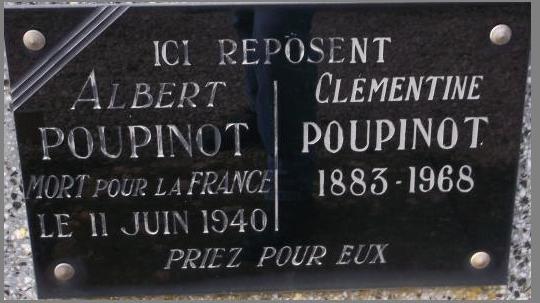 ICI REPOSENT
ALBERT
POUPINOT
MORT POUR LA FRANCE
LE 11 JUIN 1940
CLÉMENTINE
POUPINOT
1883-1968
PRIEZ POUR EUX